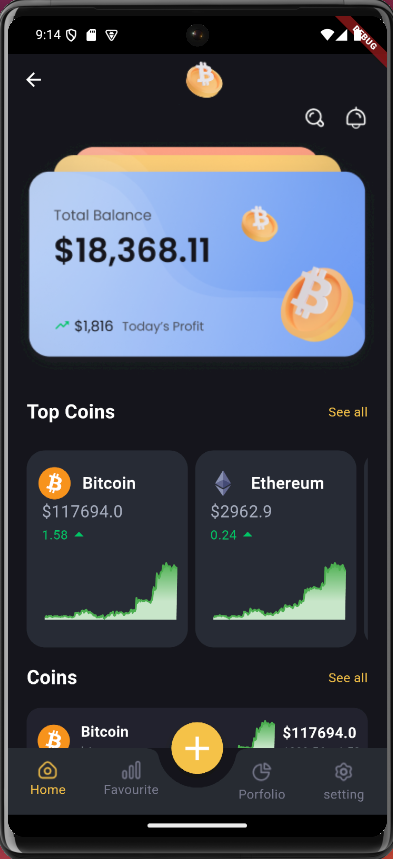 9:14
DEBUG
Total Balance
$18,368.11
$1,816 Today's Profit
Top Coins See all
Bitcoin Ethereum
$117694.0 $2962.9
1.58 0.24
Coins See all
Bitcoin $117694.0
Home Favourite Porfolio setting